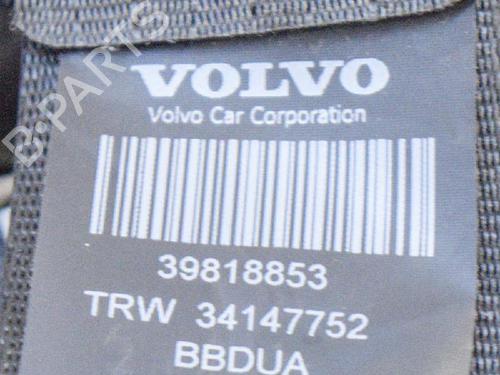 VOLVO
Volvo Car Corporation
39818853
TRW 34147752
BBDUA
B-PARTS